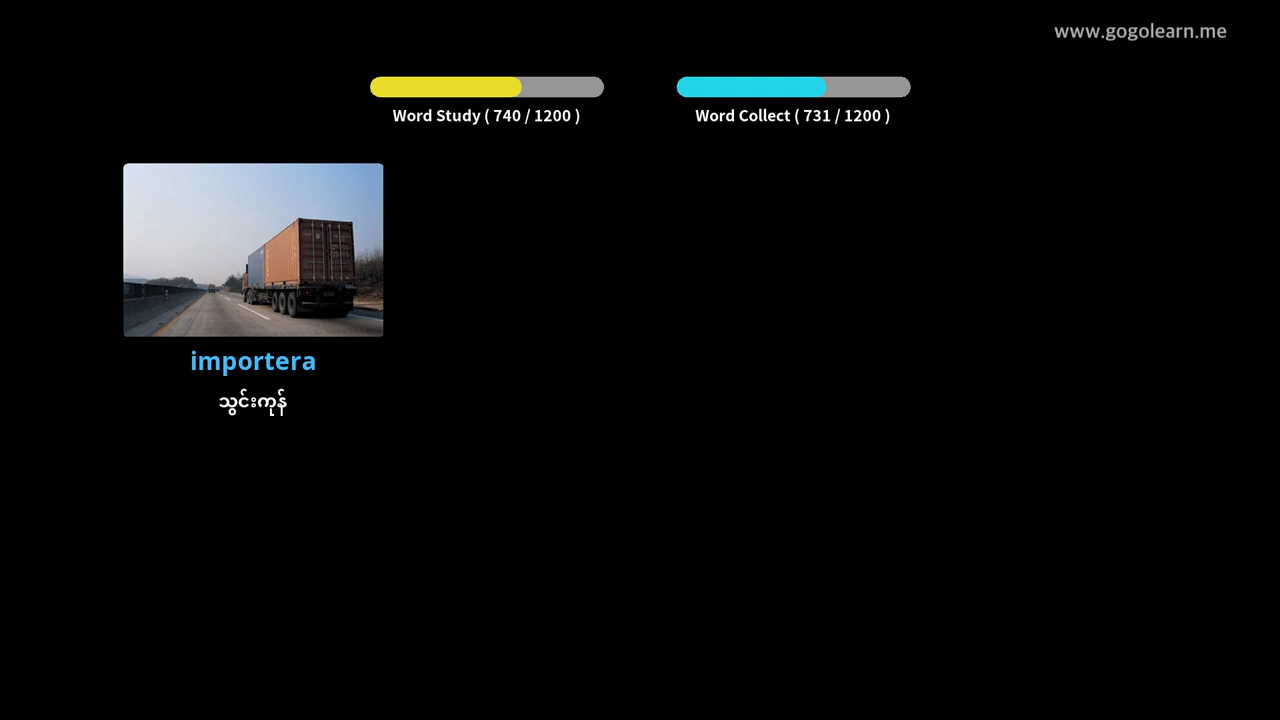 www.gogolearn.me
Word Study ( 740 / 1200 )
Word Collect ( 731 / 1200 )
importera
သွင်းကုန်